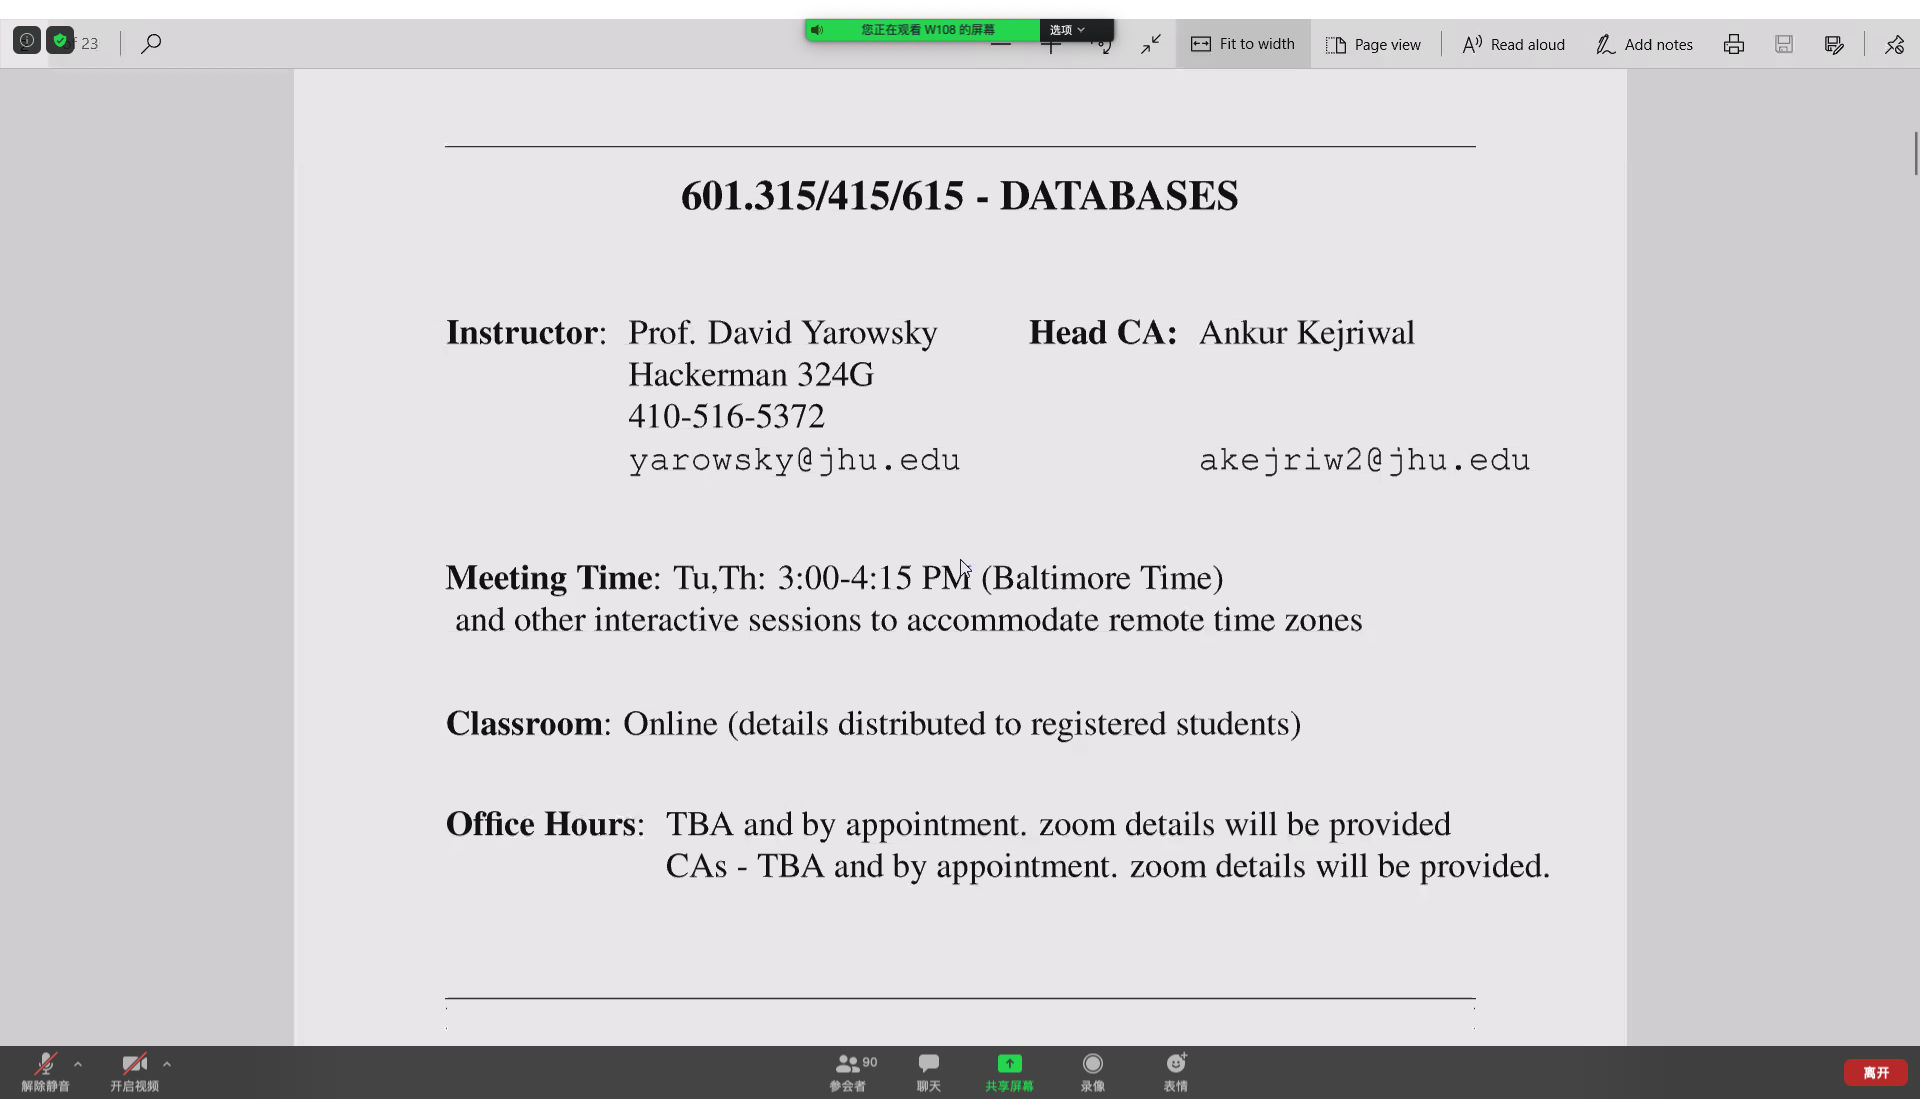 您正在观看 W108 的屏幕 选项
of 23 Fit to width Page view Read aloud Add notes
601.315/415/615 - DATABASES
Instructor: Prof. David Yarowsky Head CA: Ankur Kejriwal
Hackerman 324G
410-516-5372
yarowsky@jhu.edu akejriw2@jhu.edu
Meeting Time: Tu,Th: 3:00-4:15 PM (Baltimore Time)
and other interactive sessions to accommodate remote time zones
Classroom: Online (details distributed to registered students)
Office Hours: TBA and by appointment. zoom details will be provided
CAs - TBA and by appointment. zoom details will be provided.
90
解除静音 开启视频 参会者 聊天 共享屏幕 录像 表情 离开